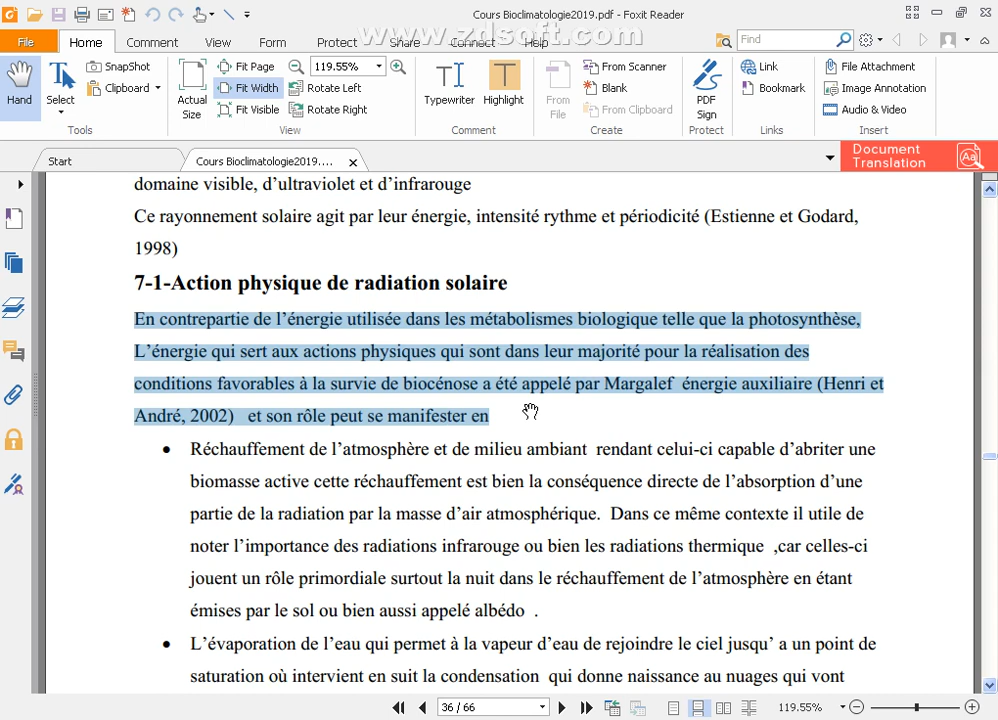 Cours Bioclimatologie2019.pdf - Foxit Reader
File Home Comment View Form Protect Share Connect Help Find
www.zdsoft.com
Hand Select SnapShot Clipboard Actual Size Fit Page Fit Width Fit Visible 119.55% Rotate Left Rotate Right Typewriter Highlight From File From Scanner Blank From Clipboard PDF Sign Link Bookmark File Attachment Image Annotation Audio & Video
Tools View Comment Create Protect Links Insert
Start Cours Bioclimatologie2019.... Document Translation
domaine visible, d’ultraviolet et d’infrarouge
Ce rayonnement solaire agit par leur énergie, intensité rythme et périodicité (Estienne et Godard,
1998)
7-1-Action physique de radiation solaire
En contrepartie de l’énergie utilisée dans les métabolismes biologique telle que la photosynthèse,
L’énergie qui sert aux actions physiques qui sont dans leur majorité pour la réalisation des
conditions favorables à la survie de biocénose a été appelé par Margalef énergie auxiliaire (Henri et
André, 2002) et son rôle peut se manifester en
• Réchauffement de l’atmosphère et de milieu ambiant rendant celui-ci capable d’abriter une
biomasse active cette réchauffement est bien la conséquence directe de l’absorption d’une
partie de la radiation par la masse d’air atmosphérique. Dans ce même contexte il utile de
noter l’importance des radiations infrarouge ou bien les radiations thermique ,car celles-ci
jouent un rôle primordiale surtout la nuit dans le réchauffement de l’atmosphère en étant
émises par le sol ou bien aussi appelé albédo .
• L’évaporation de l’eau qui permet à la vapeur d’eau de rejoindre le ciel jusqu’ a un point de
saturation où intervient en suit la condensation qui donne naissance au nuages qui vont
36 / 66 119.55%